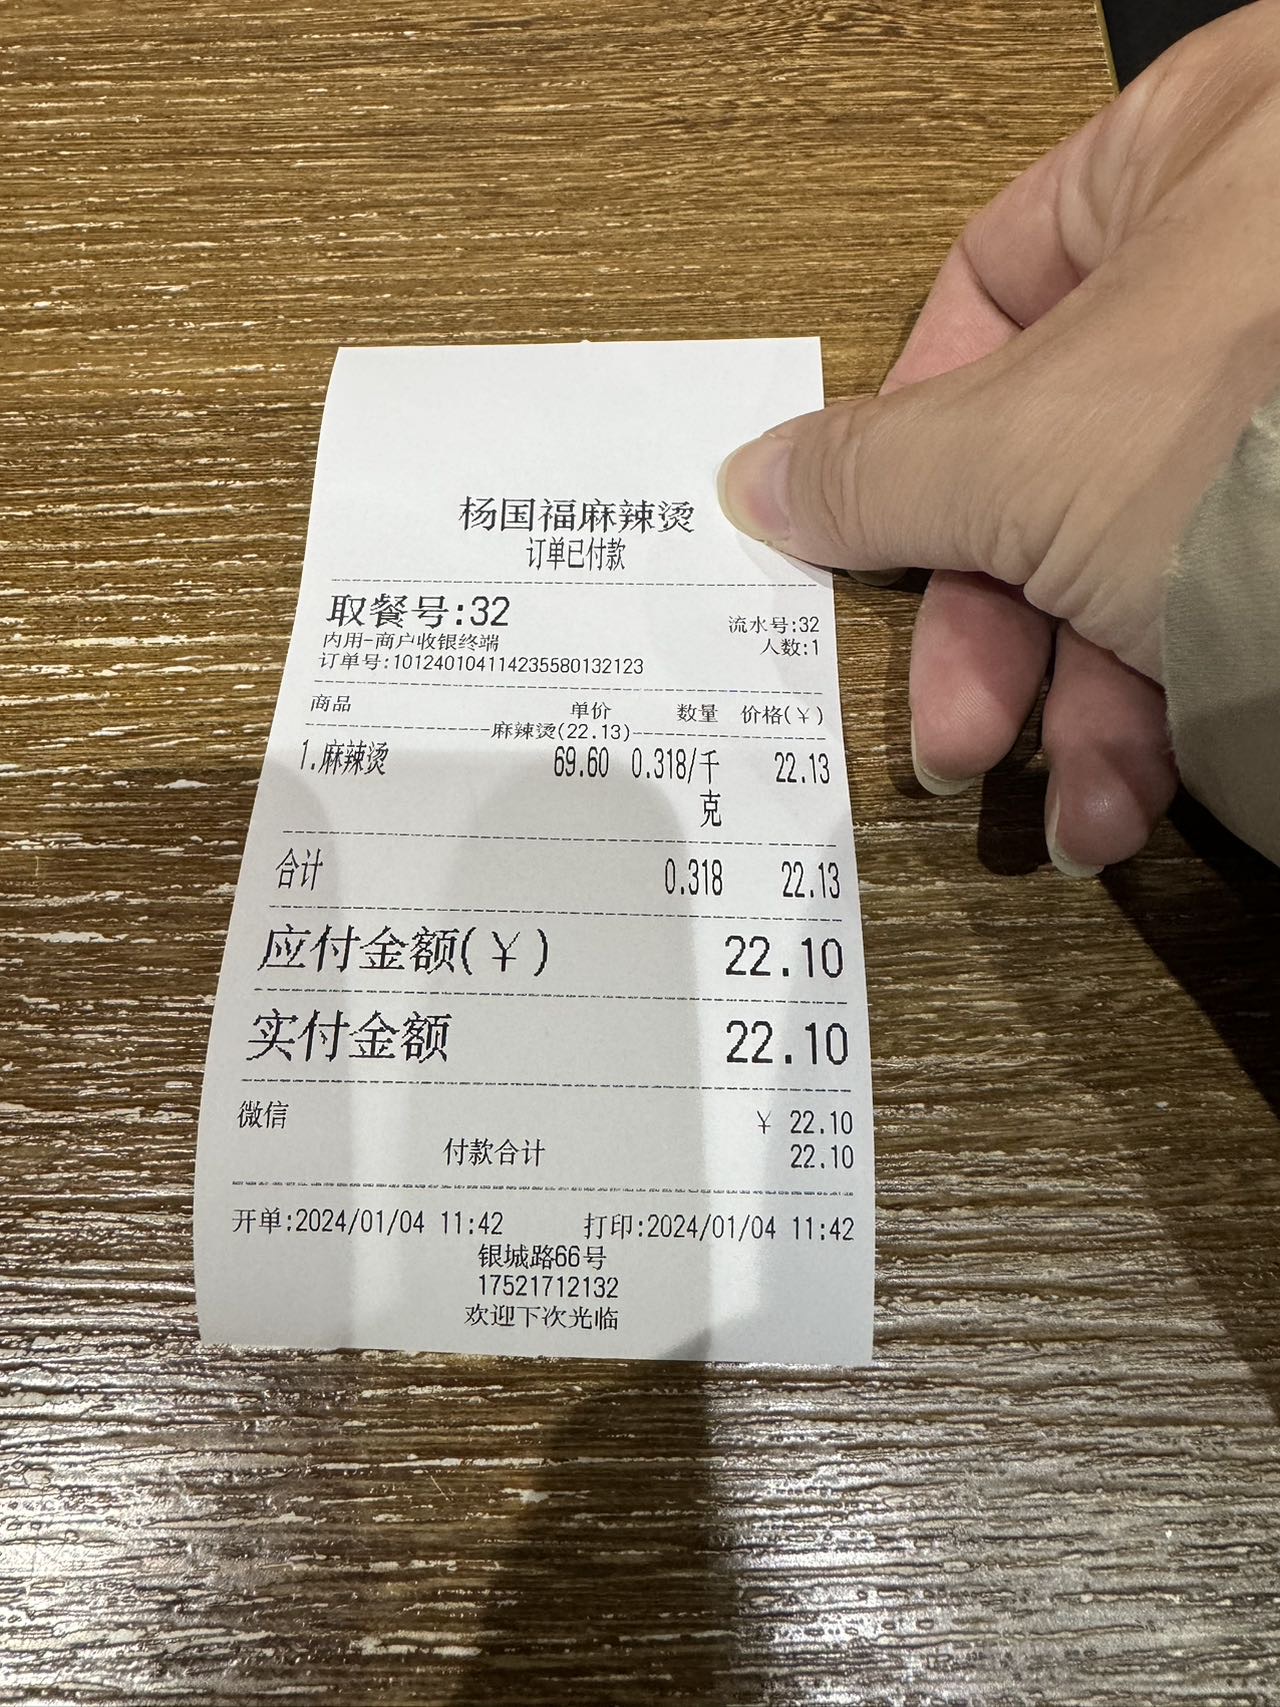 杨国福麻辣烫
订单已付款
取餐号:32
流水号:32
内用-商户收银终端
人数:1
订单号:101240104114235580132123
商品 单价 数量 价格(¥)
麻辣烫(22.13)
1.麻辣烫 69.60 0.318/千克 22.13
合计 0.318 22.13
应付金额(¥) 22.10
实付金额 22.10
微信 ¥ 22.10
付款合计 22.10
开单:2024/01/04 11:42 打印:2024/01/04 11:42
银城路66号
17521712132
欢迎下次光临